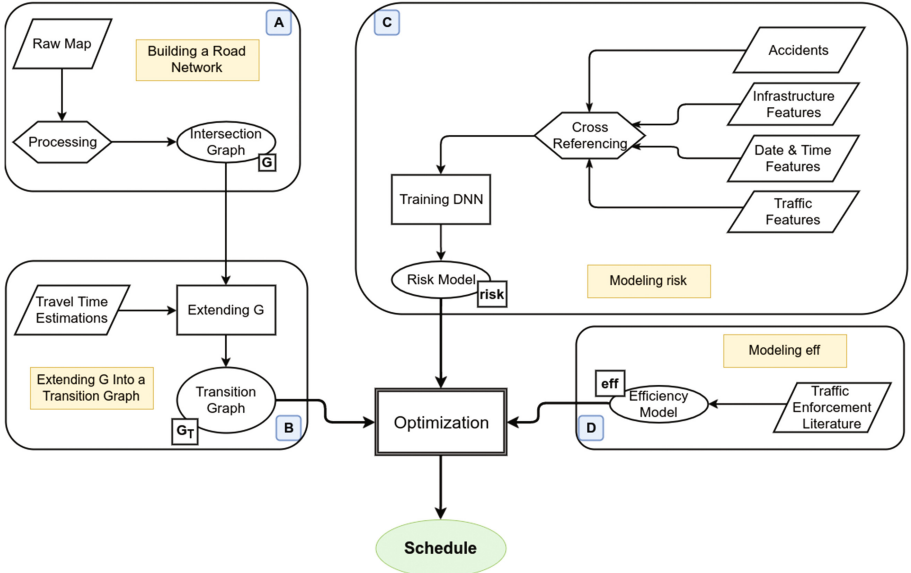 A
Raw Map
Building a Road
Network
Processing
Intersection
Graph
G
C
Accidents
Infrastructure
Features
Cross
Referencing
Date & Time
Features
Training DNN
Traffic
Features
Risk Model
risk
Modeling risk
Travel Time
Estimations
Extending G
Extending G Into a
Transition Graph
Transition
Graph
GT
B
Modeling eff
eff
Efficiency
Model
Traffic
Enforcement
Literature
D
Optimization
Schedule